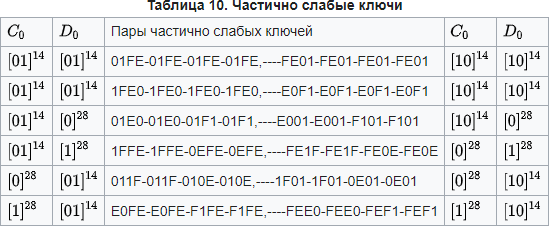 Таблица 10. Частично слабые ключи
C₀ D₀ Пары частично слабых ключей C₀ D₀
[01]¹⁴ [01]¹⁴ 01FE-01FE-01FE-01FE,----FE01-FE01-FE01-FE01 [10]¹⁴ [10]¹⁴
[01]¹⁴ [01]¹⁴ 1FE0-1FE0-1FE0-1FE0,----E0F1-E0F1-E0F1-E0F1 [10]¹⁴ [10]¹⁴
[01]¹⁴ [0]²⁸ 01E0-01E0-01F1-01F1,----E001-E001-F101-F101 [10]¹⁴ [0]²⁸
[01]¹⁴ [1]²⁸ 1FFE-1FFE-0EFE-0EFE,----FE1F-FE1F-FE0E-FE0E [0]²⁸ [1]²⁸
[0]²⁸ [01]¹⁴ 011F-011F-010E-010E,----1F01-1F01-0E01-0E01 [0]²⁸ [10]¹⁴
[1]²⁸ [01]¹⁴ E0FE-E0FE-F1FE-F1FE,----FEE0-FEE0-FEF1-FEF1 [1]²⁸ [10]¹⁴